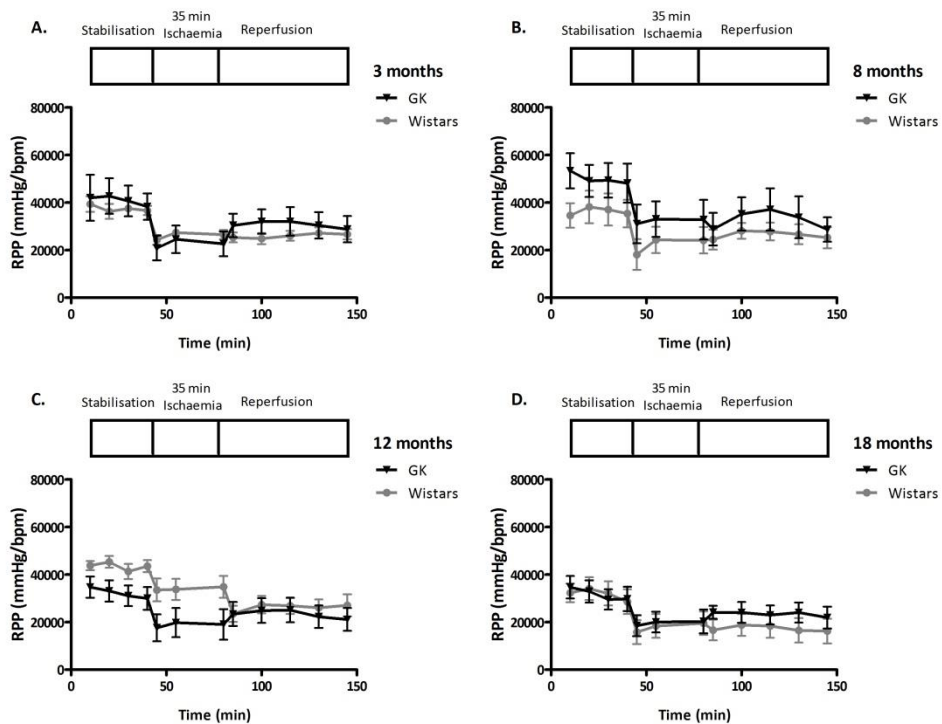 A.
Stabilisation
35 min
Ischaemia
Reperfusion
3 months
GK
Wistars
RPP (mmHg/bpm)
80000
60000
40000
20000
0
0 50 100 150
Time (min)
B.
Stabilisation
35 min
Ischaemia
Reperfusion
8 months
GK
Wistars
RPP (mmHg/bpm)
80000
60000
40000
20000
0
0 50 100 150
Time (min)
C.
Stabilisation
35 min
Ischaemia
Reperfusion
12 months
GK
Wistars
RPP (mmHg/bpm)
80000
60000
40000
20000
0
0 50 100 150
Time (min)
D.
Stabilisation
35 min
Ischaemia
Reperfusion
18 months
GK
Wistars
RPP (mmHg/bpm)
80000
60000
40000
20000
0
0 50 100 150
Time (min)